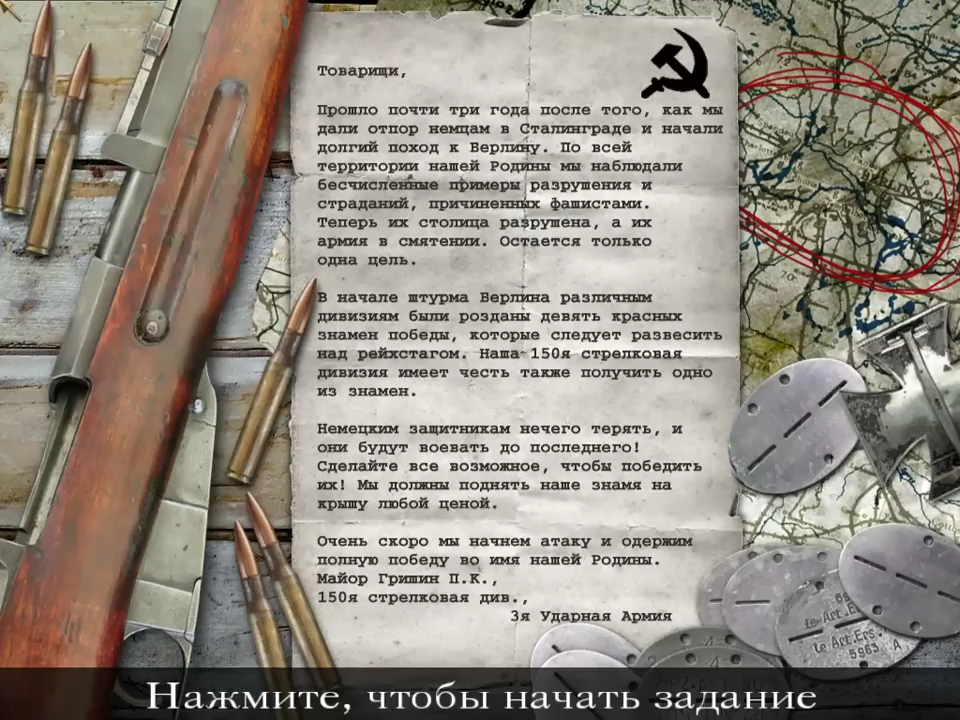 Товарищи,
Прошло почти три года после того, как мы
дали отпор немцам в Сталинграде и начали
долгий поход к Берлину. По всей
территории нашей Родины мы наблюдали
бесчисленные примеры разрушения и
страданий, причиненных фашистами.
Теперь их столица разрушена, а их
армия в смятении. Остается только
одна цель.
В начале штурма Берлина различным
дивизиям были розданы девять красных
знамен победы, которые следует развесить
над рейхстагом. Наша 150я стрелковая
дивизия имеет честь также получить одно
из знамен.
Немецким защитникам нечего терять, и
они будут воевать до последнего!
Сделайте все возможное, чтобы победить
их! Мы должны поднять наше знамя на
крышу любой ценой.
Очень скоро мы начнем атаку и одержим
полную победу во имя нашей Родины.
Майор Гришин П.К.,
150я стрелковая див.,
3я Ударная Армия
le Art.Ers.
5963 A
Нажмите, чтобы начать задание